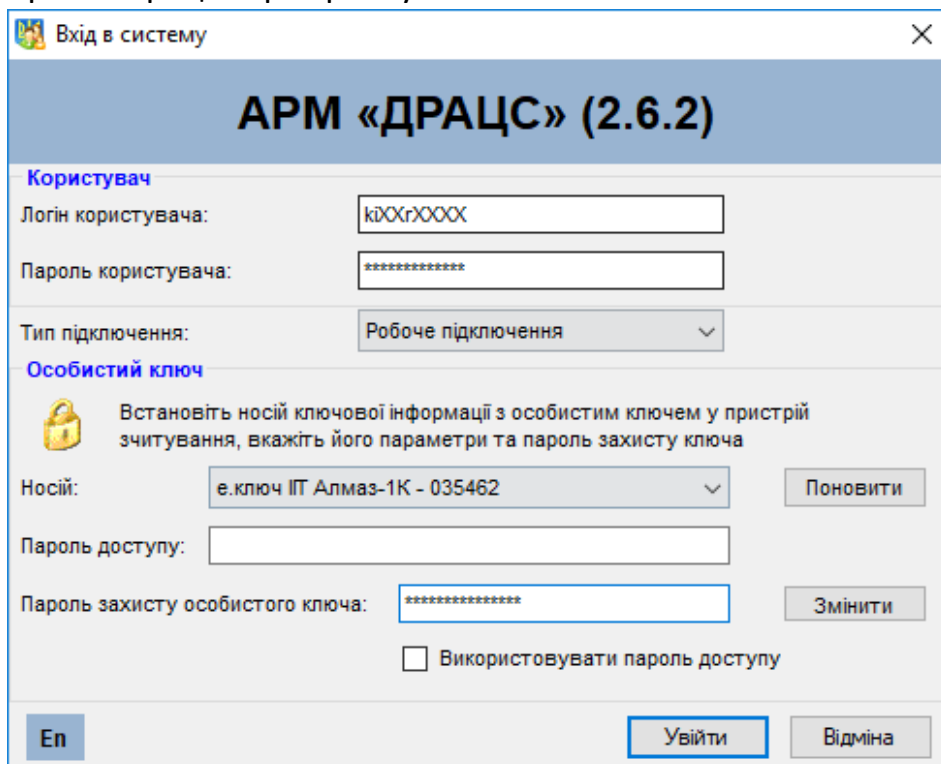 Вхід в систему
АРМ «ДРАЦС» (2.6.2)
Користувач
Логін користувача: kiXXrXXXX
Пароль користувача: *************
Тип підключення: Робоче підключення
Особистий ключ
Встановіть носій ключової інформації з особистим ключем у пристрій
зчитування, вкажіть його параметри та пароль захисту ключа
Носій: е.ключ ІІТ Алмаз-1К - 035462 Поновити
Пароль доступу:
Пароль захисту особистого ключа: *************** Змінити
Використовувати пароль доступу
En Увійти Відміна